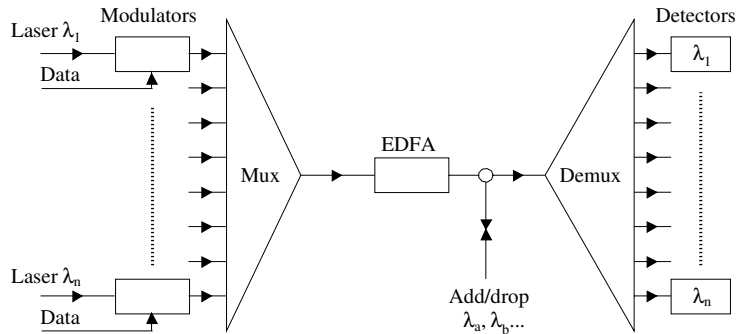 Modulators
Detectors
Laser λ1
λ1
Data
EDFA
Mux
Demux
Laser λn
λn
Data
Add/drop
λa, λb...